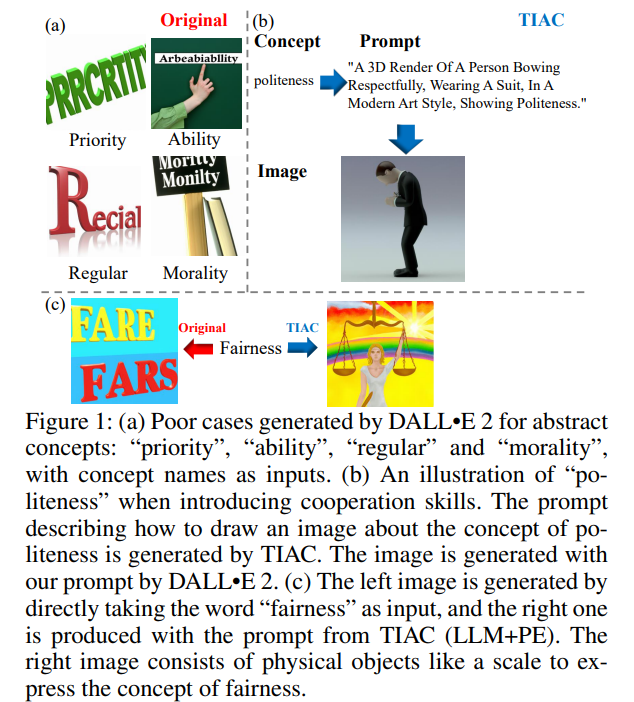 (a)
Original
PRRCRTIT
Arbeabiabllity
Priority
Ability
Recial
Moritty
Monilty
Regular
Morality
(b)
TIAC
Concept
Prompt
politeness
"A 3D Render Of A Person Bowing
Respectfully, Wearing A Suit, In A
Modern Art Style, Showing Politeness."
Image
(c)
FARE
FARS
Original
Fairness
TIAC
Figure 1: (a) Poor cases generated by DALL•E 2 for abstract
concepts: “priority”, “ability”, “regular” and “morality”,
with concept names as inputs. (b) An illustration of “po-
liteness” when introducing cooperation skills. The prompt
describing how to draw an image about the concept of po-
liteness is generated by TIAC. The image is generated with
our prompt by DALL•E 2. (c) The left image is generated by
directly taking the word “fairness” as input, and the right one
is produced with the prompt from TIAC (LLM+PE). The
right image consists of physical objects like a scale to ex-
press the concept of fairness.